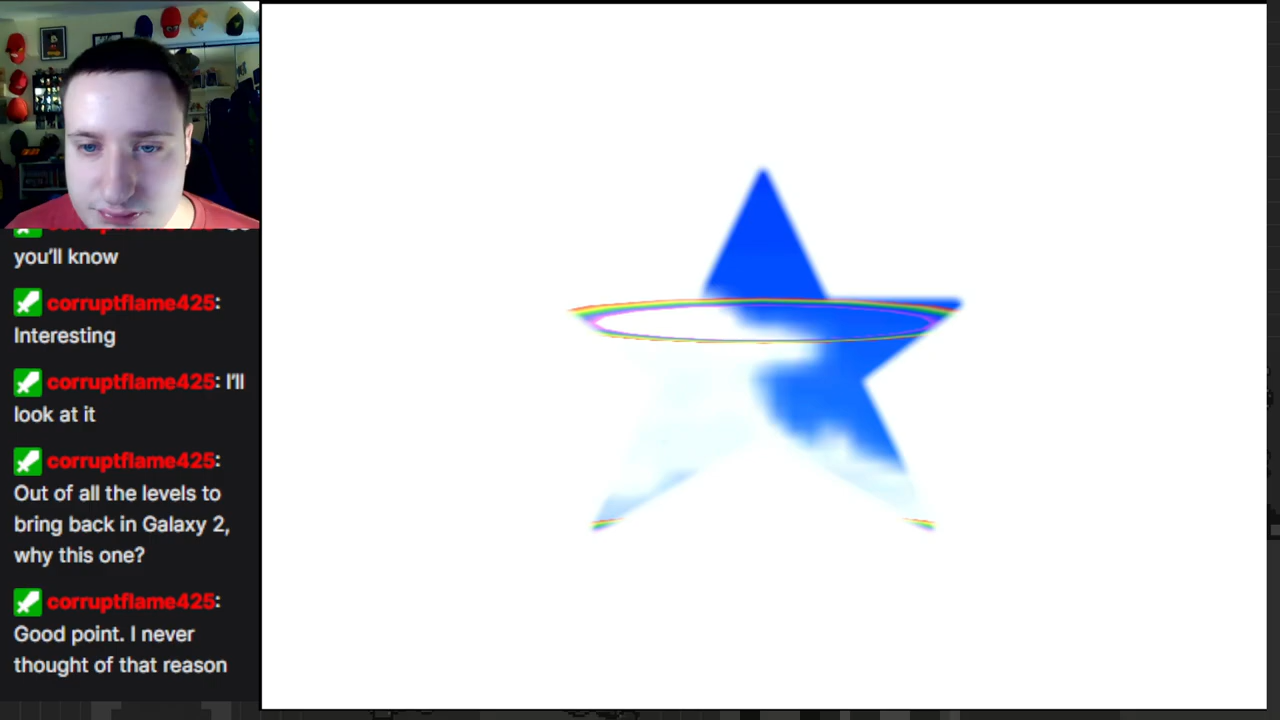 you'll know
corruptflame425:
Interesting
corruptflame425: I'll
look at it
corruptflame425:
Out of all the levels to
bring back in Galaxy 2,
why this one?
corruptflame425:
Good point. I never
thought of that reason